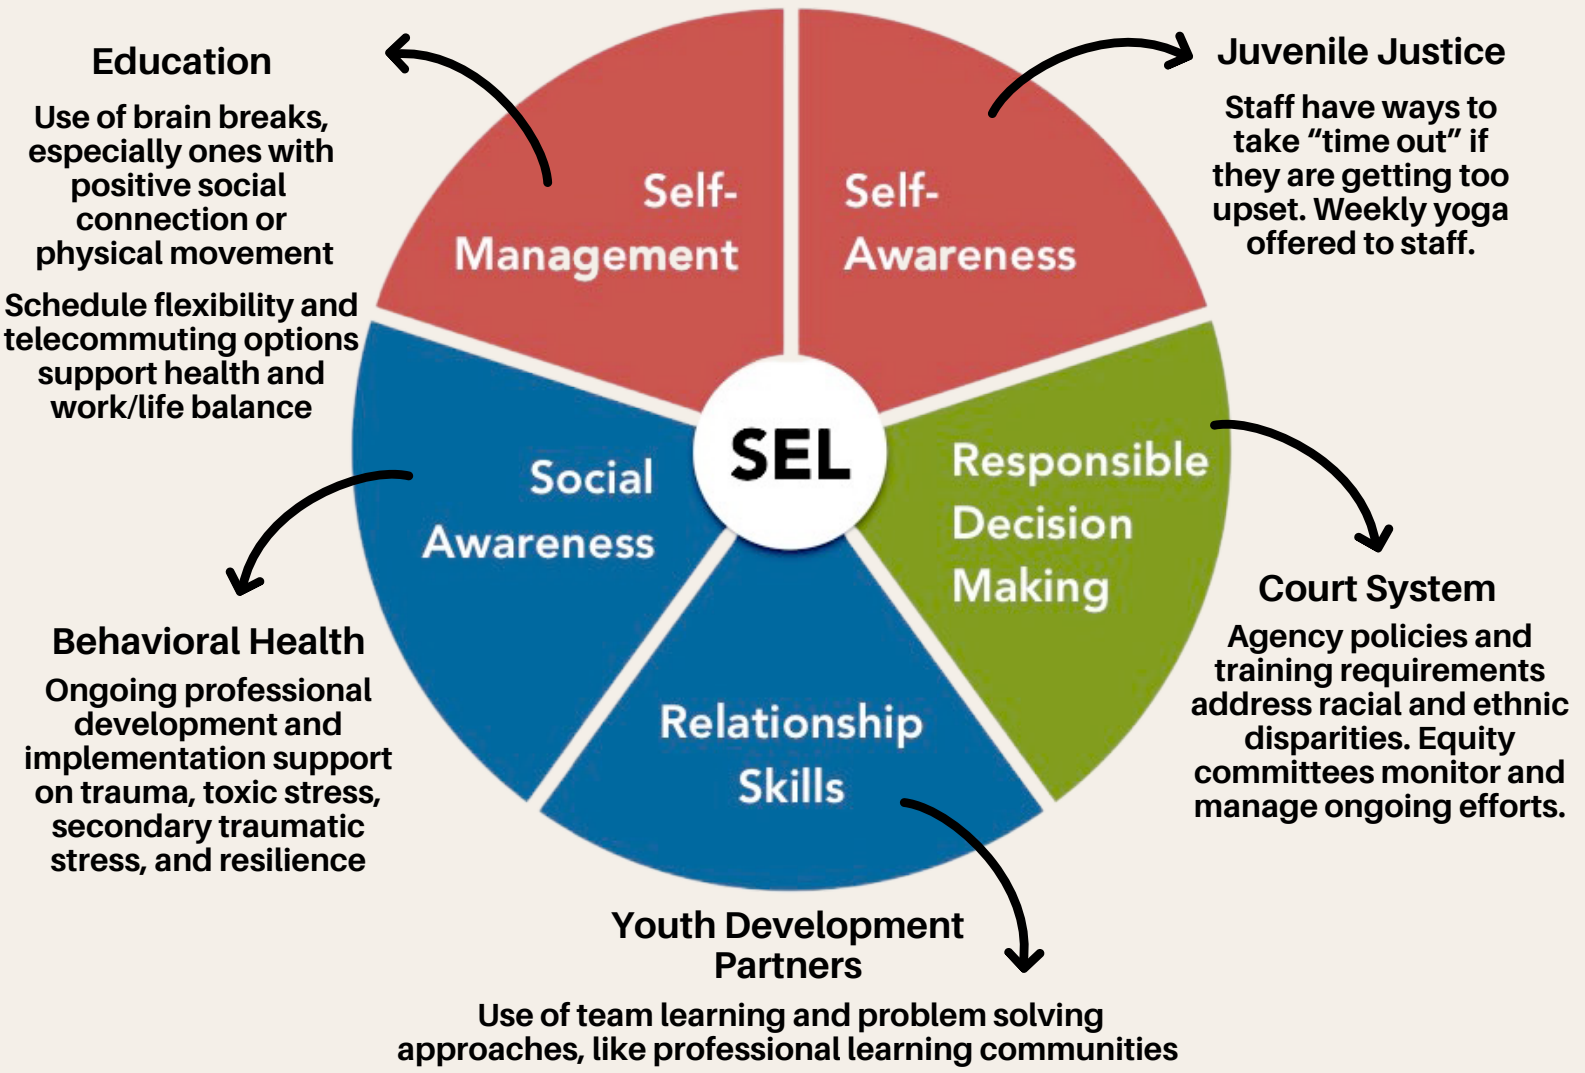 Education
Use of brain breaks,
especially ones with
positive social
connection or
physical movement
Schedule flexibility and
telecommuting options
support health and
work/life balance
Juvenile Justice
Staff have ways to
take “time out” if
they are getting too
upset. Weekly yoga
offered to staff.
Self-
Management
Self-
Awareness
SEL
Social
Awareness
Responsible
Decision
Making
Relationship
Skills
Behavioral Health
Ongoing professional
development and
implementation support
on trauma, toxic stress,
secondary traumatic
stress, and resilience
Court System
Agency policies and
training requirements
address racial and ethnic
disparities. Equity
committees monitor and
manage ongoing efforts.
Youth Development
Partners
Use of team learning and problem solving
approaches, like professional learning communities